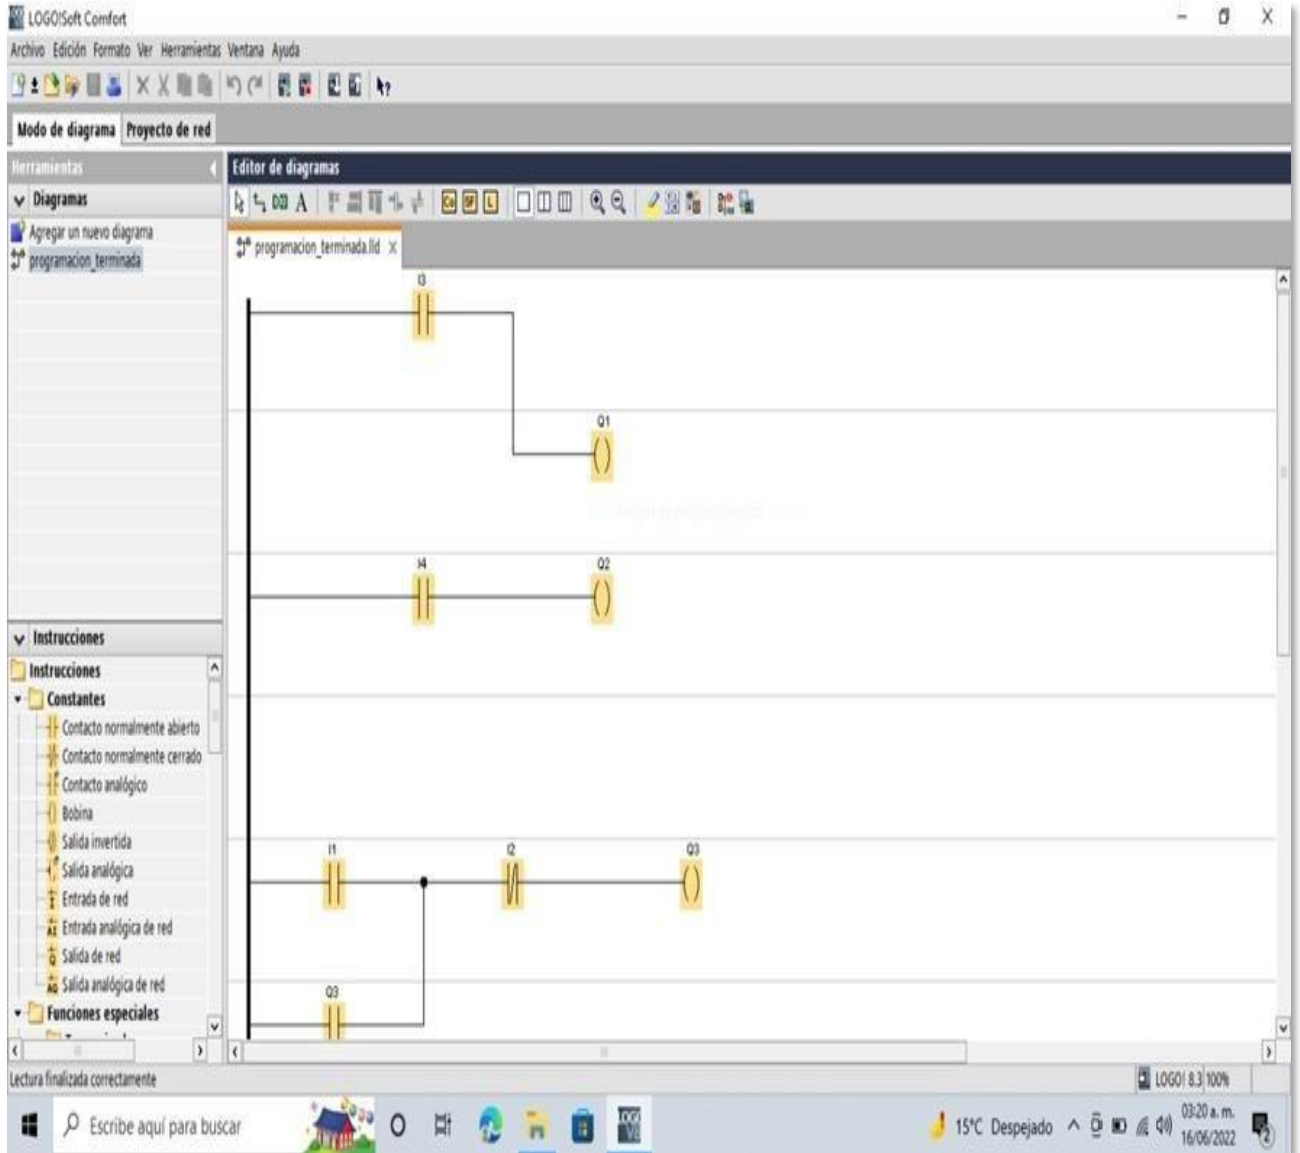 LOGO!Soft Comfort
Archivo Edición Formato Ver Herramientas Ventana Ayuda
Modo de diagrama Proyecto de red
Herramientas
Editor de diagramas
Diagramas
Agregar un nuevo diagrama
programacion_terminada
programacion_terminada.lld
I3
Q1
I4 Q2
I1 I2 Q3
Q3
Instrucciones
Instrucciones
Constantes
Contacto normalmente abierto
Contacto normalmente cerrado
Contacto analógico
Bobina
Salida invertida
Salida analógica
Entrada de red
Entrada analógica de red
Salida de red
Salida analógica de red
Funciones especiales
Lectura finalizada correctamente
LOGO! 8.3 100%
Escribe aquí para buscar
15°C Despejado
03:20 a. m.
16/06/2022
2